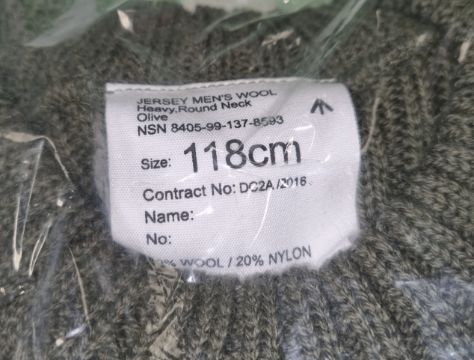 JERSEY MEN'S WOOL
Heavy,Round Neck
Olive
NSN 8405-99-137-8593
Size: 118cm
Contract No: DC2A /2016
Name:
No:
% WOOL / 20% NYLON